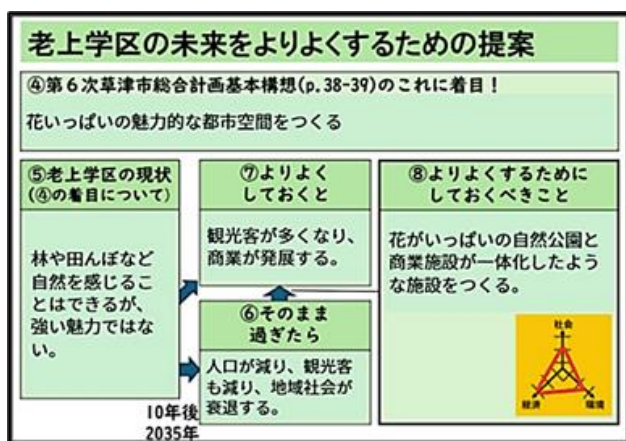 老上学区の未来をよりよくするための提案
④第6次草津市総合計画基本構想(p.38-39)のこれに着目！
花いっぱいの魅力的な都市空間をつくる
⑤老上学区の現状
(④の着目について)
林や田んぼなど
自然を感じるこ
とはできるが、
強い魅力ではな
い。
⑦よりよく
しておくと
観光客が多くなり、
商業が発展する。
⑥そのまま
過ぎたら
人口が減り、観光客
も減り、地域社会が
衰退する。
10年後
2035年
⑧よりよくするために
しておくべきこと
花がいっぱいの自然公園と
商業施設が一体化したよう
な施設をつくる。
社会
経済
環境